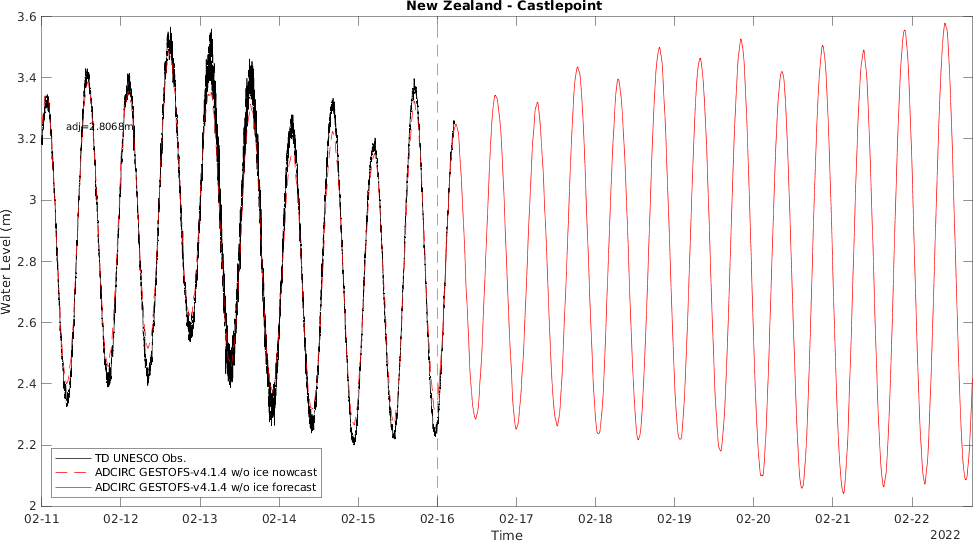 New Zealand - Castlepoint
3.6
3.4
3.2
3
2.8
2.6
2.4
2.2
2
Water Level (m)
adj=2.8068m
TD UNESCO Obs.
ADCIRC GESTOFS-v4.1.4 w/o ice nowcast
ADCIRC GESTOFS-v4.1.4 w/o ice forecast
02-11 02-12 02-13 02-14 02-15 02-16 02-17 02-18 02-19 02-20 02-21 02-22
Time
2022